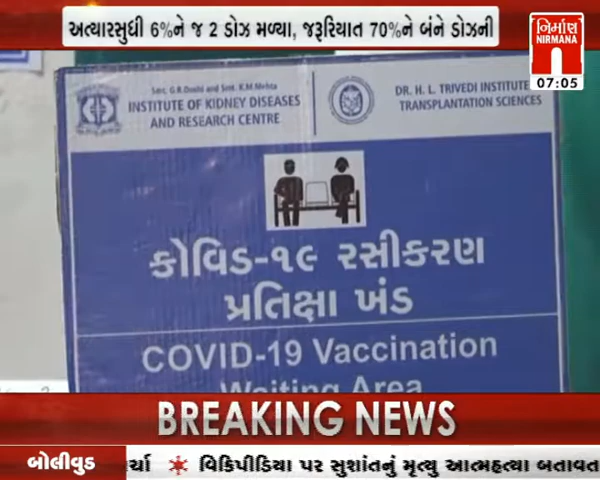 અત્યારસુધી 6%ને જ 2 ડોઝ મળ્યા, જરૂરિયાત 70%ને બંને ડોઝની
નિર્માણ
NIRMANA
07:05
Smt. G.R.Doshi and Smt. K.M.Mehta
INSTITUTE OF KIDNEY DISEASES
AND RESEARCH CENTRE
DR. H. L. TRIVEDI INSTITUTE
TRANSPLANTATION SCIENCES
કોવિડ-૧૯ રસીકરણ
પ્રતિક્ષા ખંડ
COVID-19 Vaccination
Waiting Area
BREAKING NEWS
બોલીવુડ
ર્ચા વિકિપીડિયા પર સુશાંતનું મૃત્યુ આત્મહત્યા બતાવત